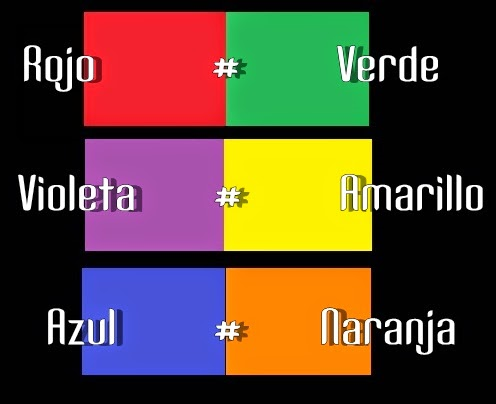 Rojo # Verde
Violeta # Amarillo
Azul # Naranja